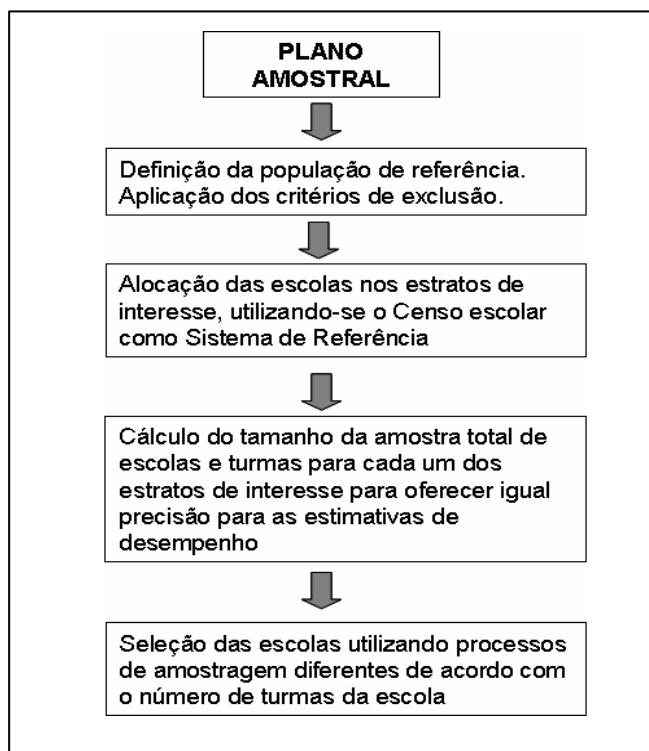 PLANO
AMOSTRAL
Definição da população de referência.
Aplicação dos critérios de exclusão.
Alocação das escolas nos estratos de
interesse, utilizando-se o Censo escolar
como Sistema de Referência
Cálculo do tamanho da amostra total de
escolas e turmas para cada um dos
estratos de interesse para oferecer igual
precisão para as estimativas de
desempenho
Seleção das escolas utilizando processos
de amostragem diferentes de acordo com
o número de turmas da escola